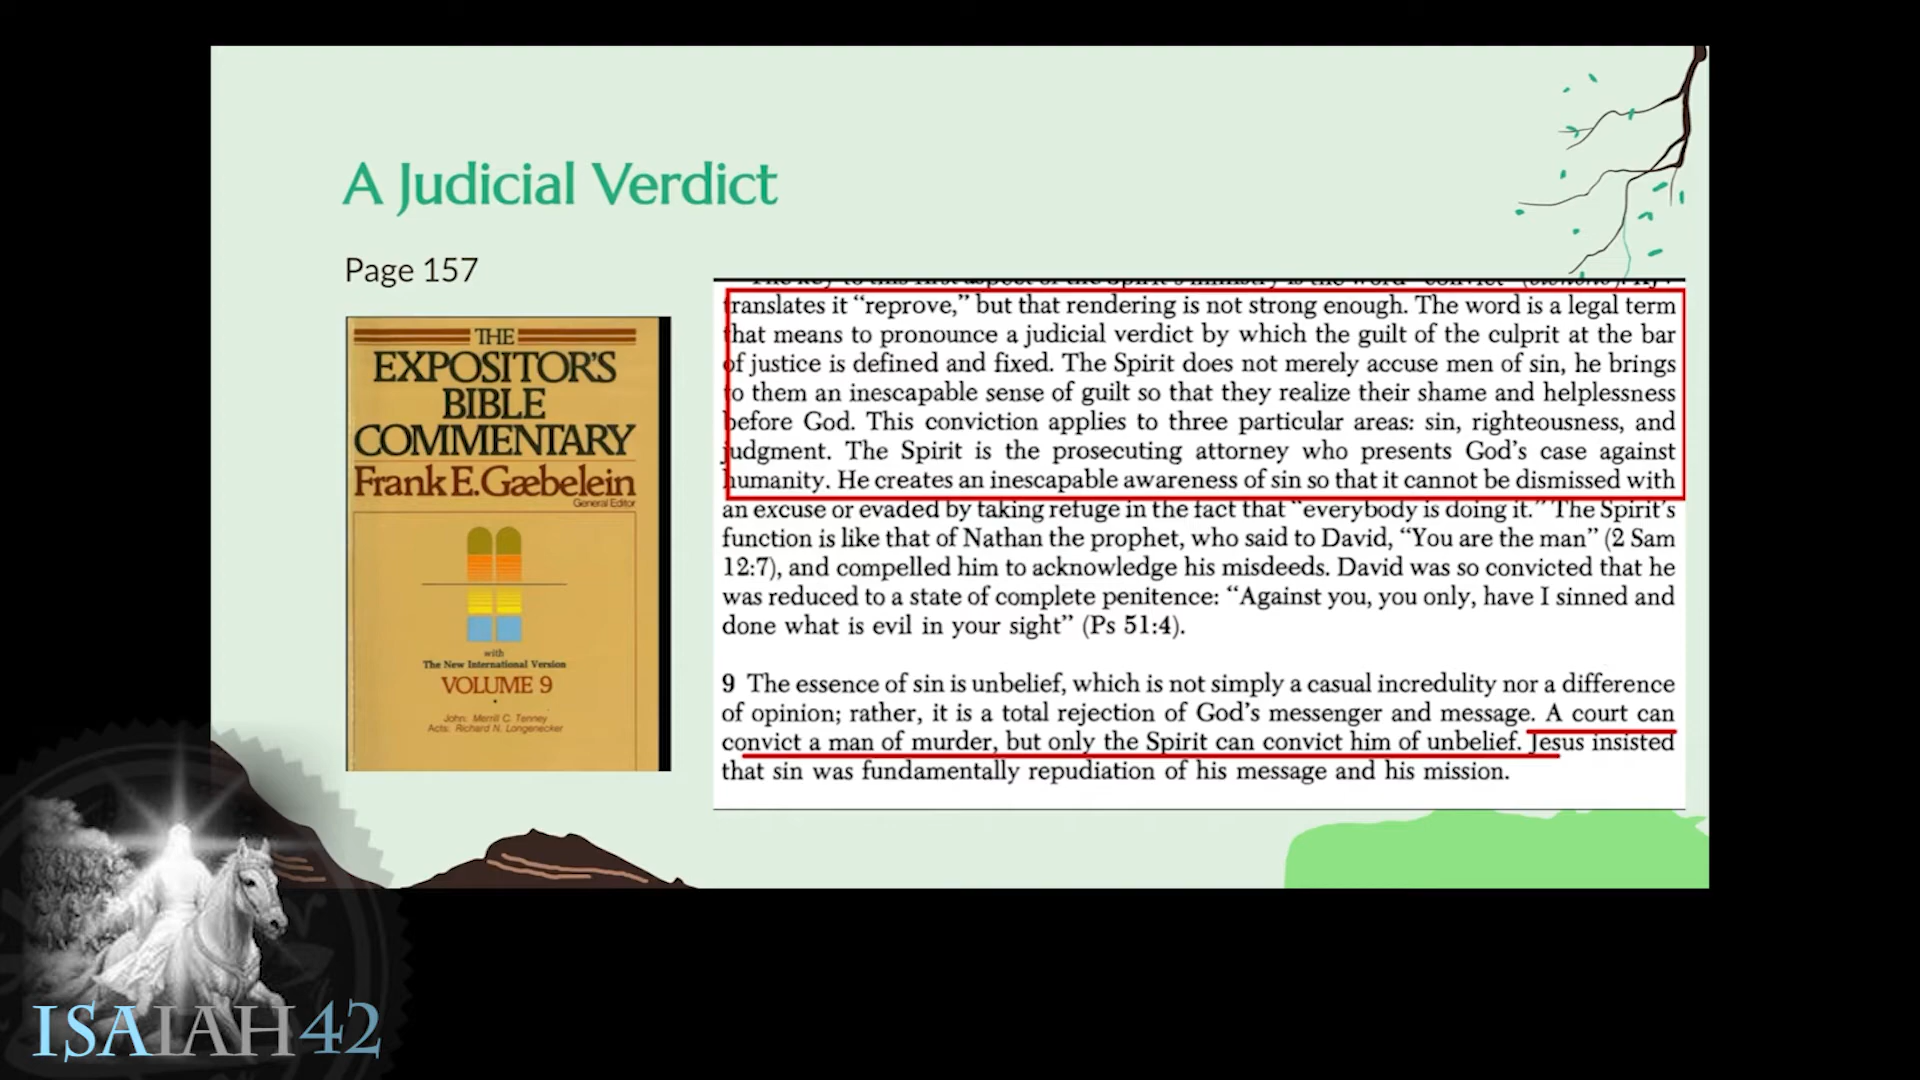 A Judicial Verdict
Page 157
THE
EXPOSITOR'S
BIBLE
COMMENTARY
Frank E. Gæbelein
General Editor
with
The New International Version
VOLUME 9
John: Merrill C. Tenney
Acts: Richard N. Longenecker
translates it “reprove,” but that rendering is not strong enough. The word is a legal term
that means to pronounce a judicial verdict by which the guilt of the culprit at the bar
of justice is defined and fixed. The Spirit does not merely accuse men of sin, he brings
to them an inescapable sense of guilt so that they realize their shame and helplessness
before God. This conviction applies to three particular areas: sin, righteousness, and
judgment. The Spirit is the prosecuting attorney who presents God’s case against
humanity. He creates an inescapable awareness of sin so that it cannot be dismissed with
an excuse or evaded by taking refuge in the fact that “everybody is doing it.” The Spirit’s
function is like that of Nathan the prophet, who said to David, “You are the man” (2 Sam
12:7), and compelled him to acknowledge his misdeeds. David was so convicted that he
was reduced to a state of complete penitence: “Against you, you only, have I sinned and
done what is evil in your sight” (Ps 51:4).
9 The essence of sin is unbelief, which is not simply a casual incredulity nor a difference
of opinion; rather, it is a total rejection of God’s messenger and message. A court can
convict a man of murder, but only the Spirit can convict him of unbelief. Jesus insisted
that sin was fundamentally repudiation of his message and his mission.
ISAIAH 42